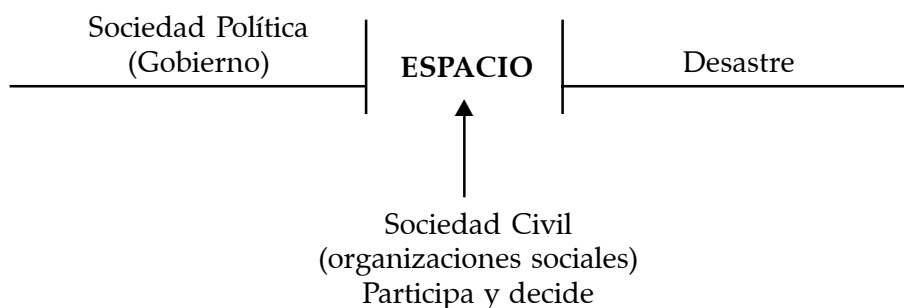 Sociedad Política
(Gobierno)
ESPACIO
Desastre
Sociedad Civil
(organizaciones sociales)
Participa y decide